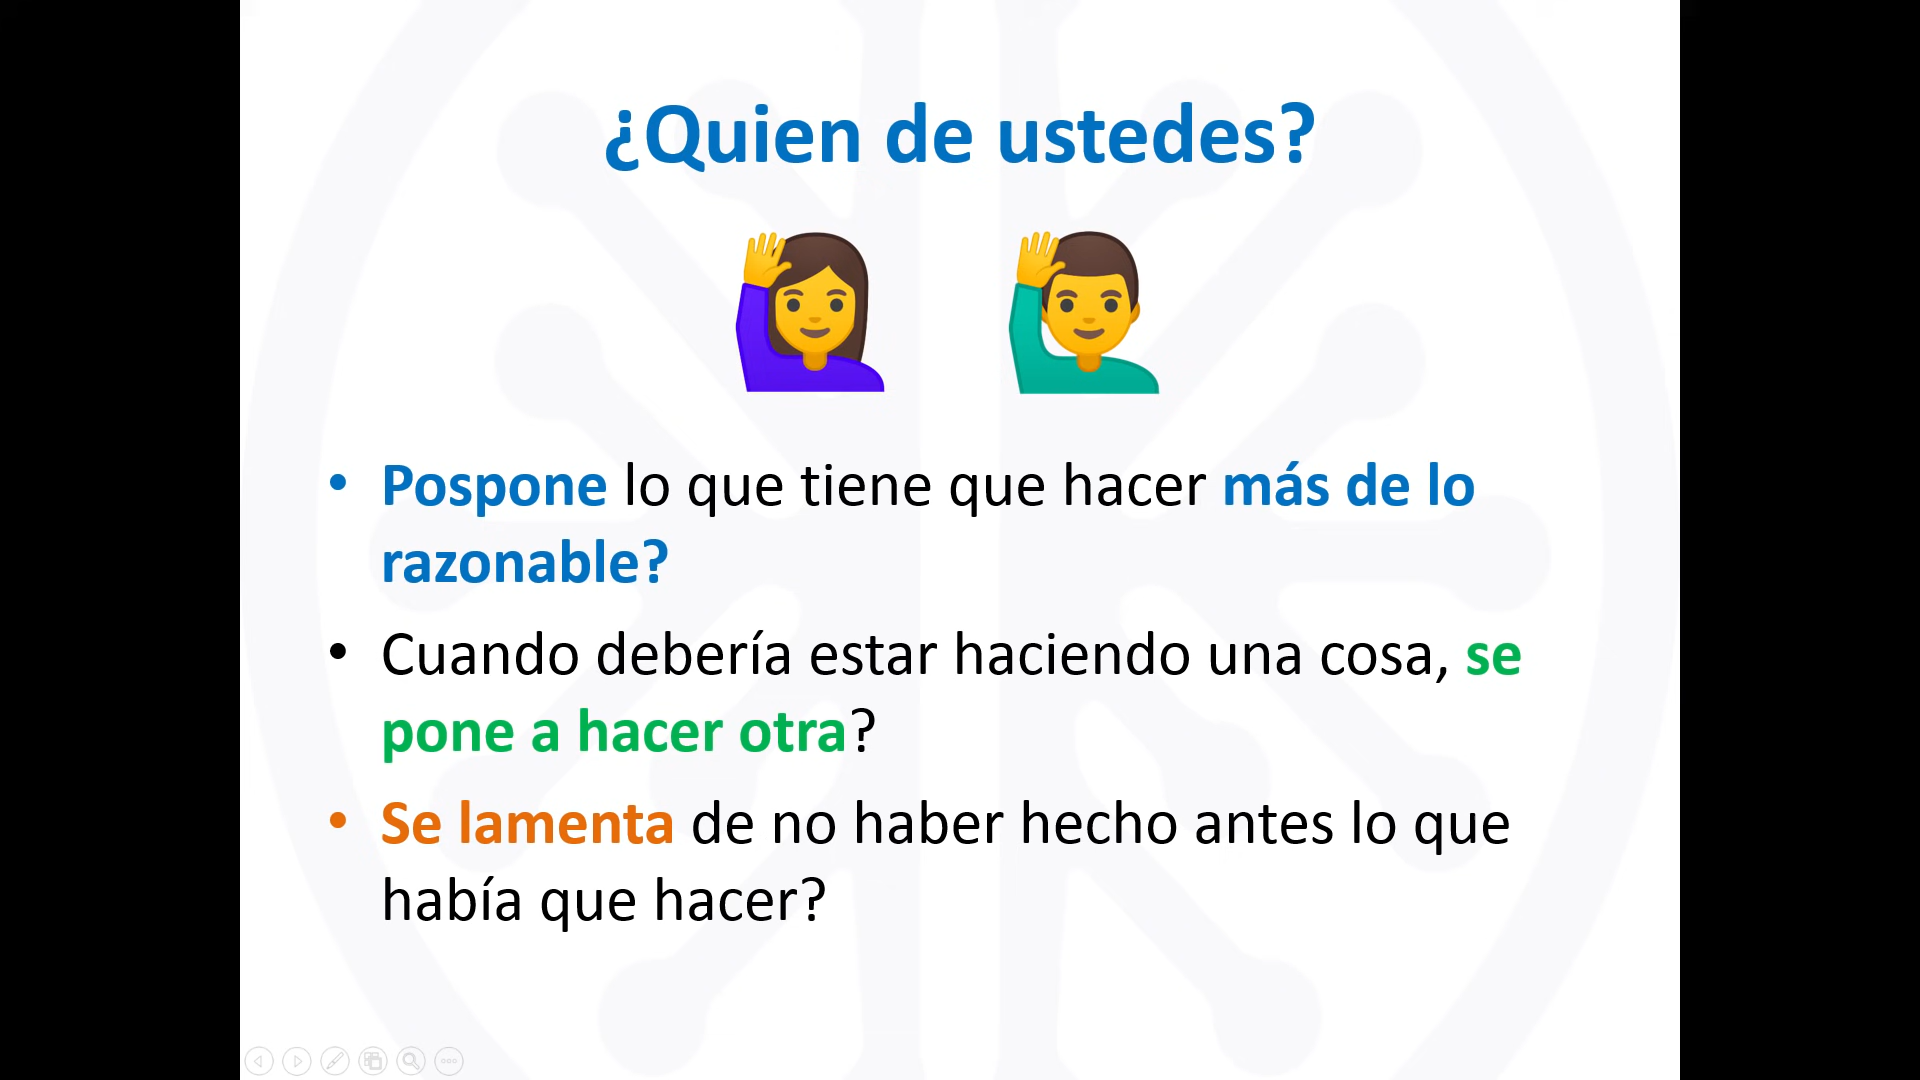 ¿Quien de ustedes?
• Pospone lo que tiene que hacer más de lo
razonable?
• Cuando debería estar haciendo una cosa, se
pone a hacer otra?
• Se lamenta de no haber hecho antes lo que
había que hacer?